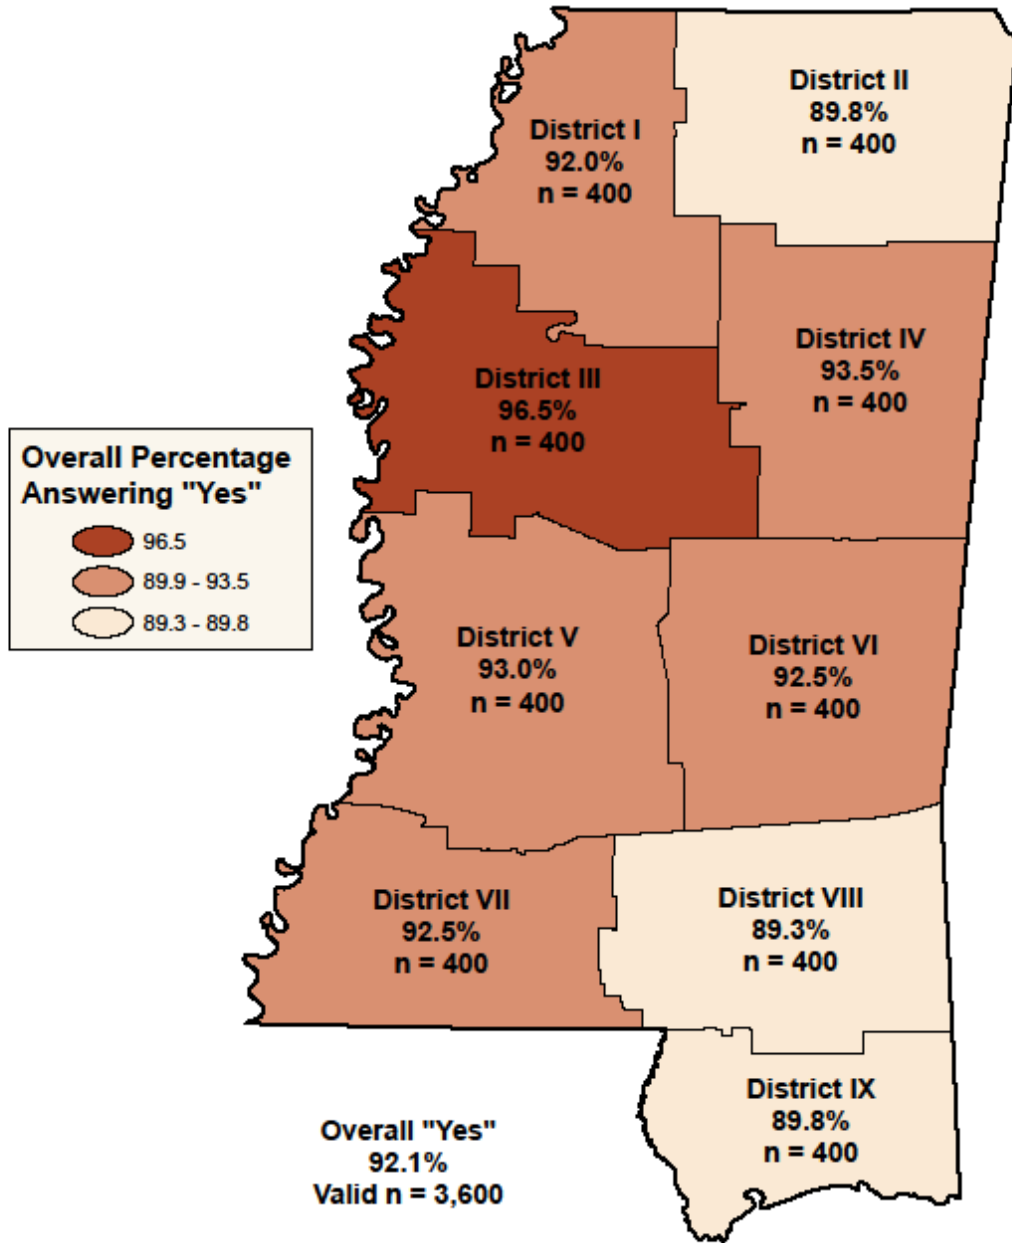 District II
89.8%
n = 400
District I
92.0%
n = 400
District IV
93.5%
n = 400
District III
96.5%
n = 400
Overall Percentage
Answering "Yes"
96.5
89.9 - 93.5
89.3 - 89.8
District V
93.0%
n = 400
District VI
92.5%
n = 400
District VII
92.5%
n = 400
District VIII
89.3%
n = 400
District IX
89.8%
n = 400
Overall "Yes"
92.1%
Valid n = 3,600